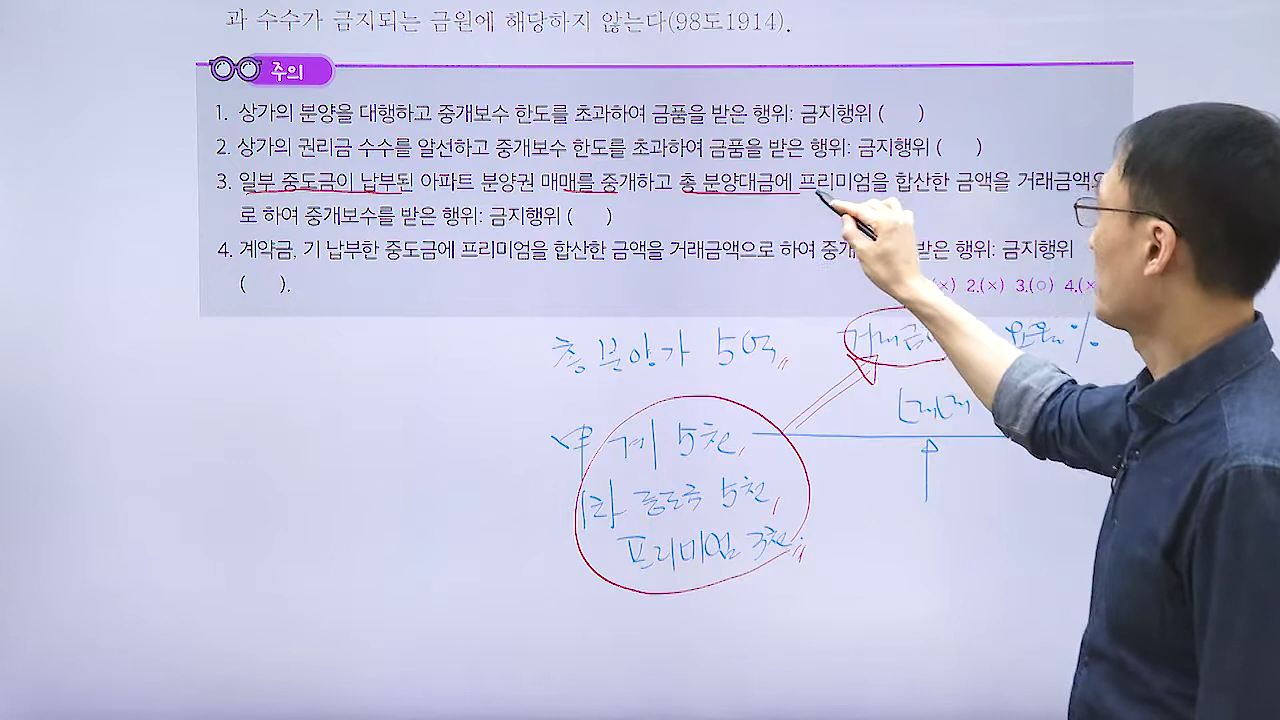 과 수수가 금지되는 금원에 해당하지 않는다(98도1914).
주의
1. 상가의 분양을 대행하고 중개보수 한도를 초과하여 금품을 받은 행위: 금지행위 ( )
2. 상가의 권리금 수수를 알선하고 중개보수 한도를 초과하여 금품을 받은 행위: 금지행위 ( )
3. 일부 중도금이 납부된 아파트 분양권 매매를 중개하고 총 분양대금에 프리미엄을 합산한 금액을 거래금액으
로 하여 중개보수를 받은 행위: 금지행위 ( )
4. 계약금, 기 납부한 중도금에 프리미엄을 합산한 금액을 거래금액으로 하여 중 받은 행위: 금지행위
( ).
(×) 2.(×) 3.(○) 4.(×
총 분양가 5억
거래금 %
甲 계 5천
1차 중도금 5천
프리미엄 3천